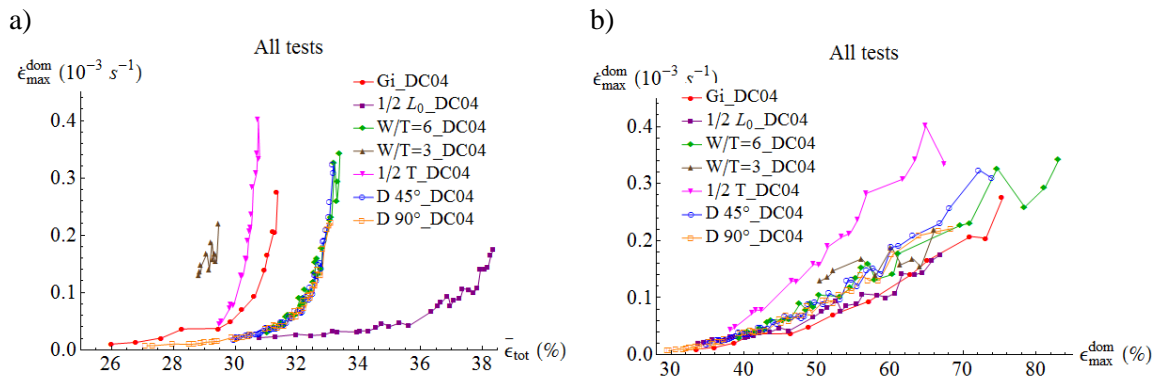 a)
All tests
ε̇ₘₐₓᵈᵒᵐ (10⁻³ s⁻¹)
0.4
0.3
0.2
0.1
0.0
Gi_DC04
1/2 L₀_DC04
W/T=6_DC04
W/T=3_DC04
1/2 T_DC04
D 45°_DC04
D 90°_DC04
26 28 30 32 34 36 38
ε̄ₜₒₜ (%)
b)
All tests
ε̇ₘₐₓᵈᵒᵐ (10⁻³ s⁻¹)
0.4
0.3
0.2
0.1
0.0
Gi_DC04
1/2 L₀_DC04
W/T=6_DC04
W/T=3_DC04
1/2 T_DC04
D 45°_DC04
D 90°_DC04
30 40 50 60 70 80
εₘₐₓᵈᵒᵐ (%)